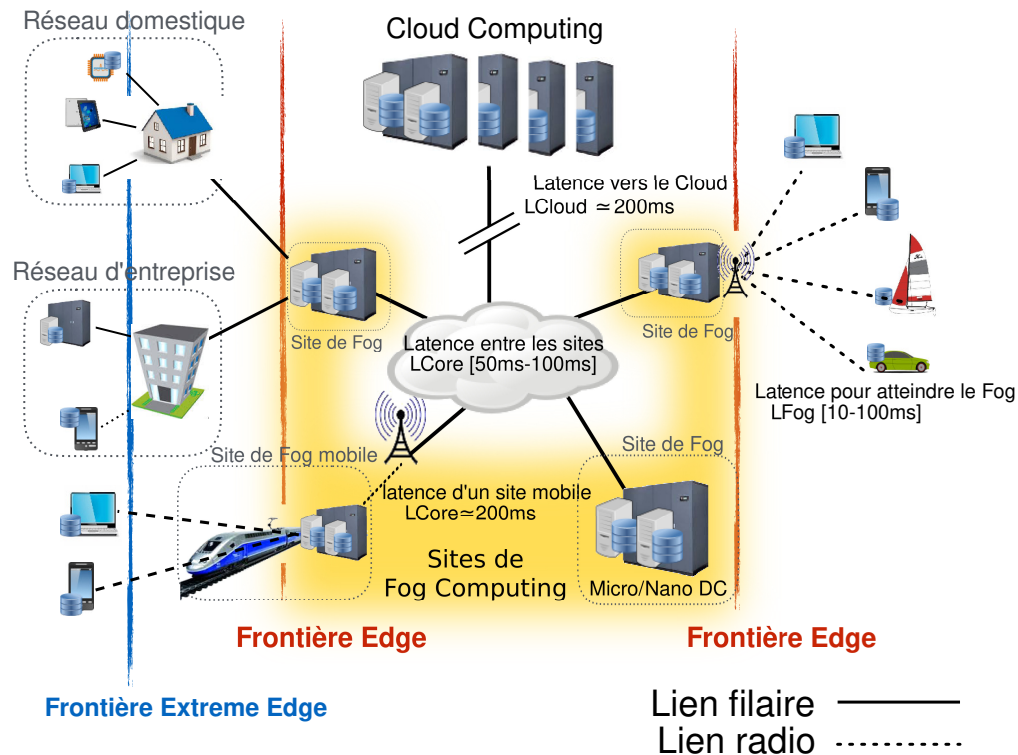 Réseau domestique
Cloud Computing
Latence vers le Cloud
LCloud ≃200ms
Réseau d'entreprise
Site de Fog
Site de Fog
Latence entre les sites
LCore [50ms-100ms]
Latence pour atteindre le Fog
LFog [10-100ms]
Site de Fog mobile
Site de Fog
latence d'un site mobile
LCore≃200ms
Sites de
Fog Computing
Micro/Nano DC
Frontière Edge
Frontière Edge
Frontière Extreme Edge
Lien filaire
Lien radio